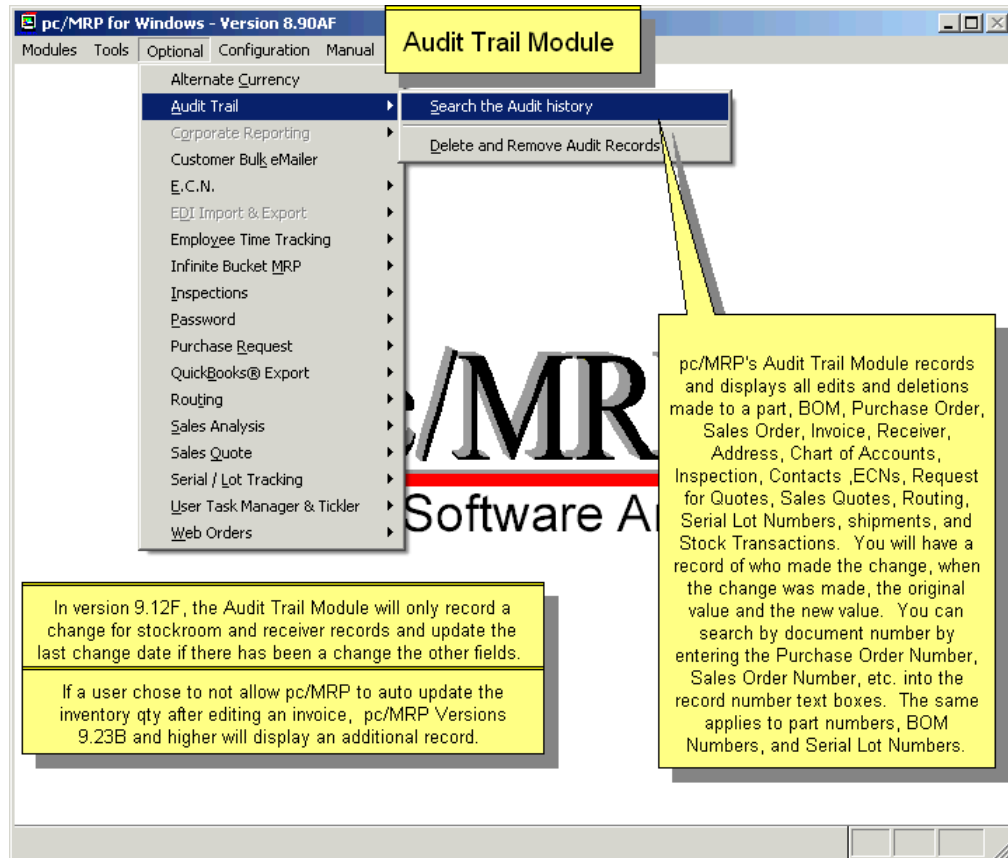 pc/MRP for Windows - Version 8.90AF
Modules Tools Optional Configuration Manual
Audit Trail Module
Alternate Currency
Audit Trail
Corporate Reporting
Customer Bulk eMailer
E.C.N.
EDI Import & Export
Employee Time Tracking
Infinite Bucket MRP
Inspections
Password
Purchase Request
QuickBooks® Export
Routing
Sales Analysis
Sales Quote
Serial / Lot Tracking
User Task Manager & Tickler
Web Orders
Search the Audit history
Delete and Remove Audit Records
/MR
Software
pc/MRP's Audit Trail Module records
and displays all edits and deletions
made to a part, BOM, Purchase Order,
Sales Order, Invoice, Receiver,
Address, Chart of Accounts,
Inspection, Contacts ,ECNs, Request
for Quotes, Sales Quotes, Routing,
Serial Lot Numbers, shipments, and
Stock Transactions. You will have a
record of who made the change, when
the change was made, the original
value and the new value. You can
search by document number by
entering the Purchase Order Number,
Sales Order Number, etc. into the
record number text boxes. The same
applies to part numbers, BOM
Numbers, and Serial Lot Numbers.
In version 9.12F, the Audit Trail Module will only record a
change for stockroom and receiver records and update the
last change date if there has been a change the other fields.
If a user chose to not allow pc/MRP to auto update the
inventory qty after editing an invoice, pc/MRP Versions
9.23B and higher will display an additional record.